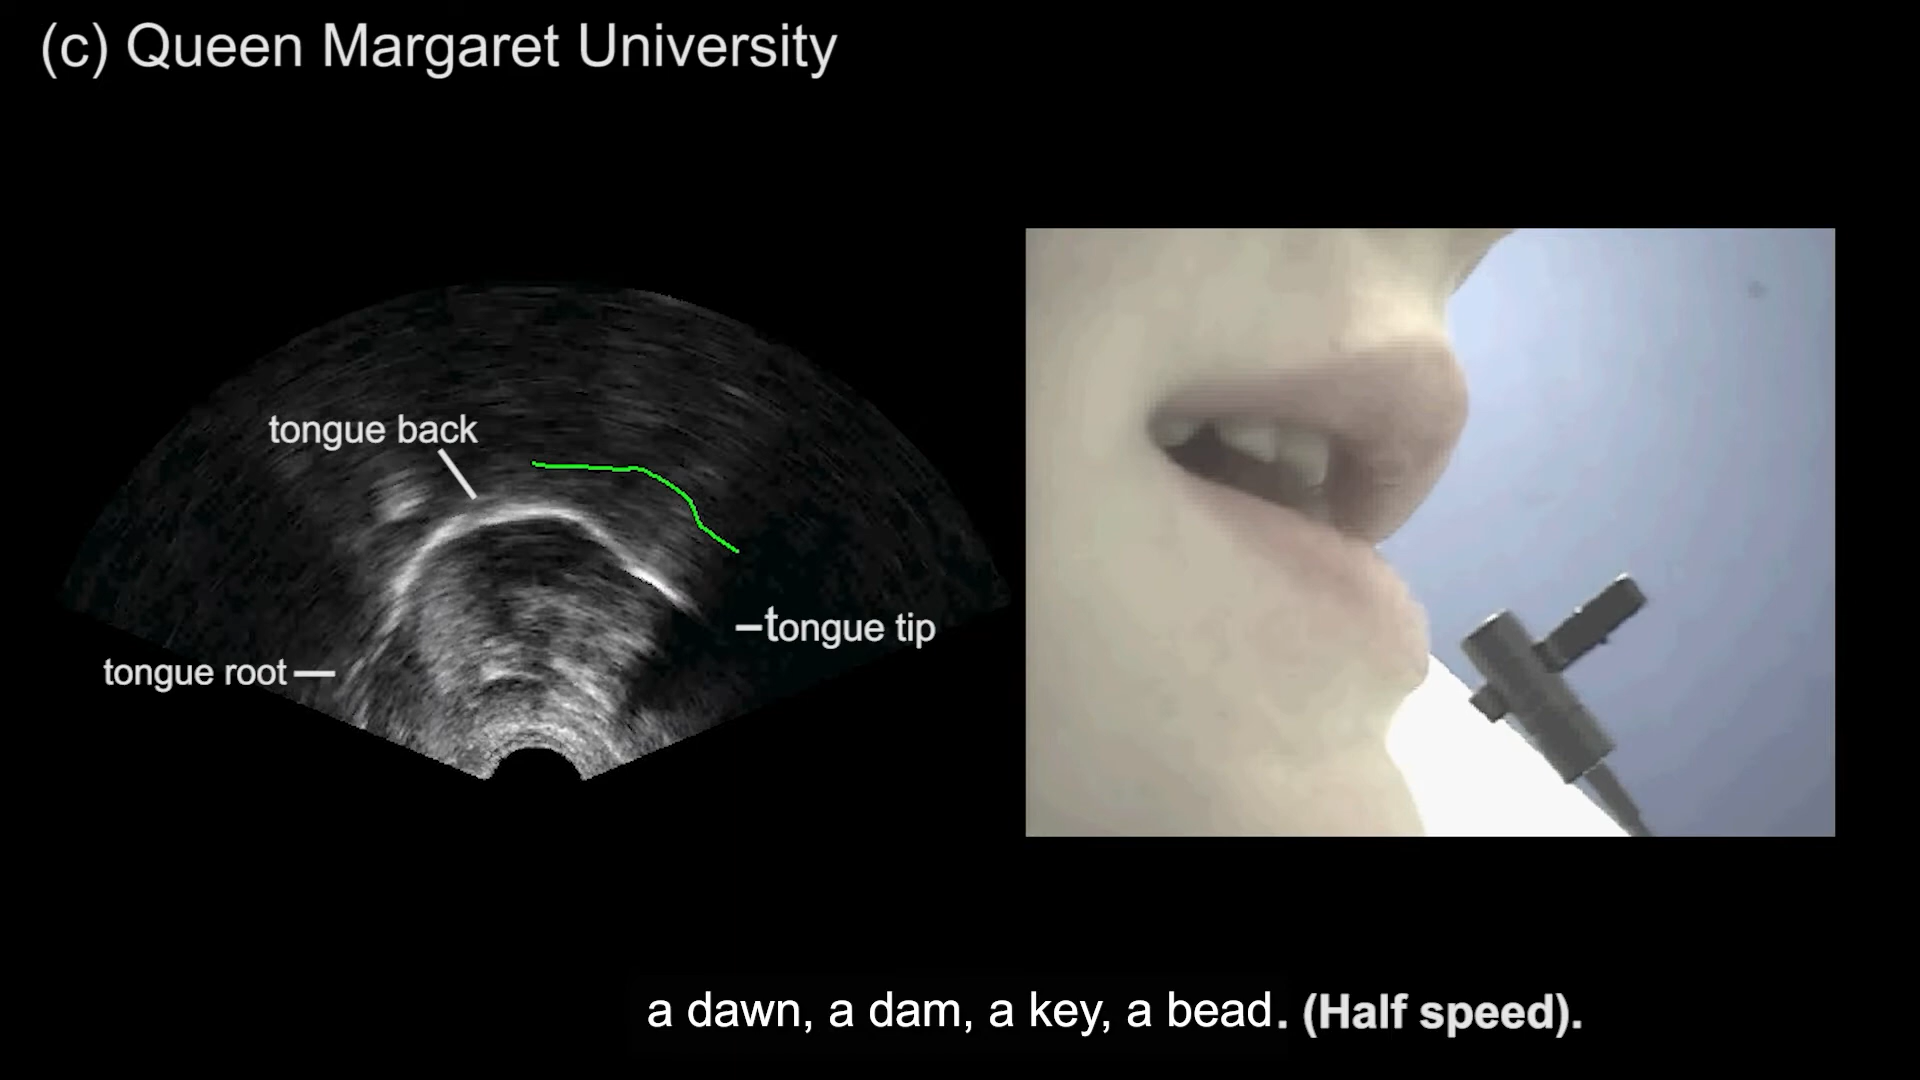 (c) Queen Margaret University
tongue back
tongue tip
tongue root
a dawn, a dam, a key, a bead. (Half speed).